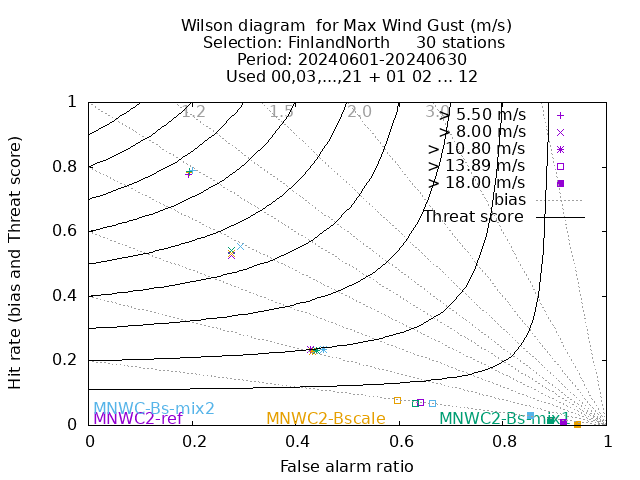 Wilson diagram  for Max Wind Gust (m/s)
Selection: FinlandNorth     30 stations
Period: 20240601-20240630
Used 00,03,...,21 + 01 02 ... 12
1.2 1.5 2.0 3.0
> 5.50 m/s
> 8.00 m/s
> 10.80 m/s
> 13.89 m/s
> 18.00 m/s
bias
Threat score
Hit rate (bias and Threat score)
1
0.8
0.6
0.4
0.2
0
MNWC-Bs-mix2
MNWC2-ref MNWC2-Bscale MNWC2-Bs-mix1
0 0.2 0.4 0.6 0.8 1
False alarm ratio